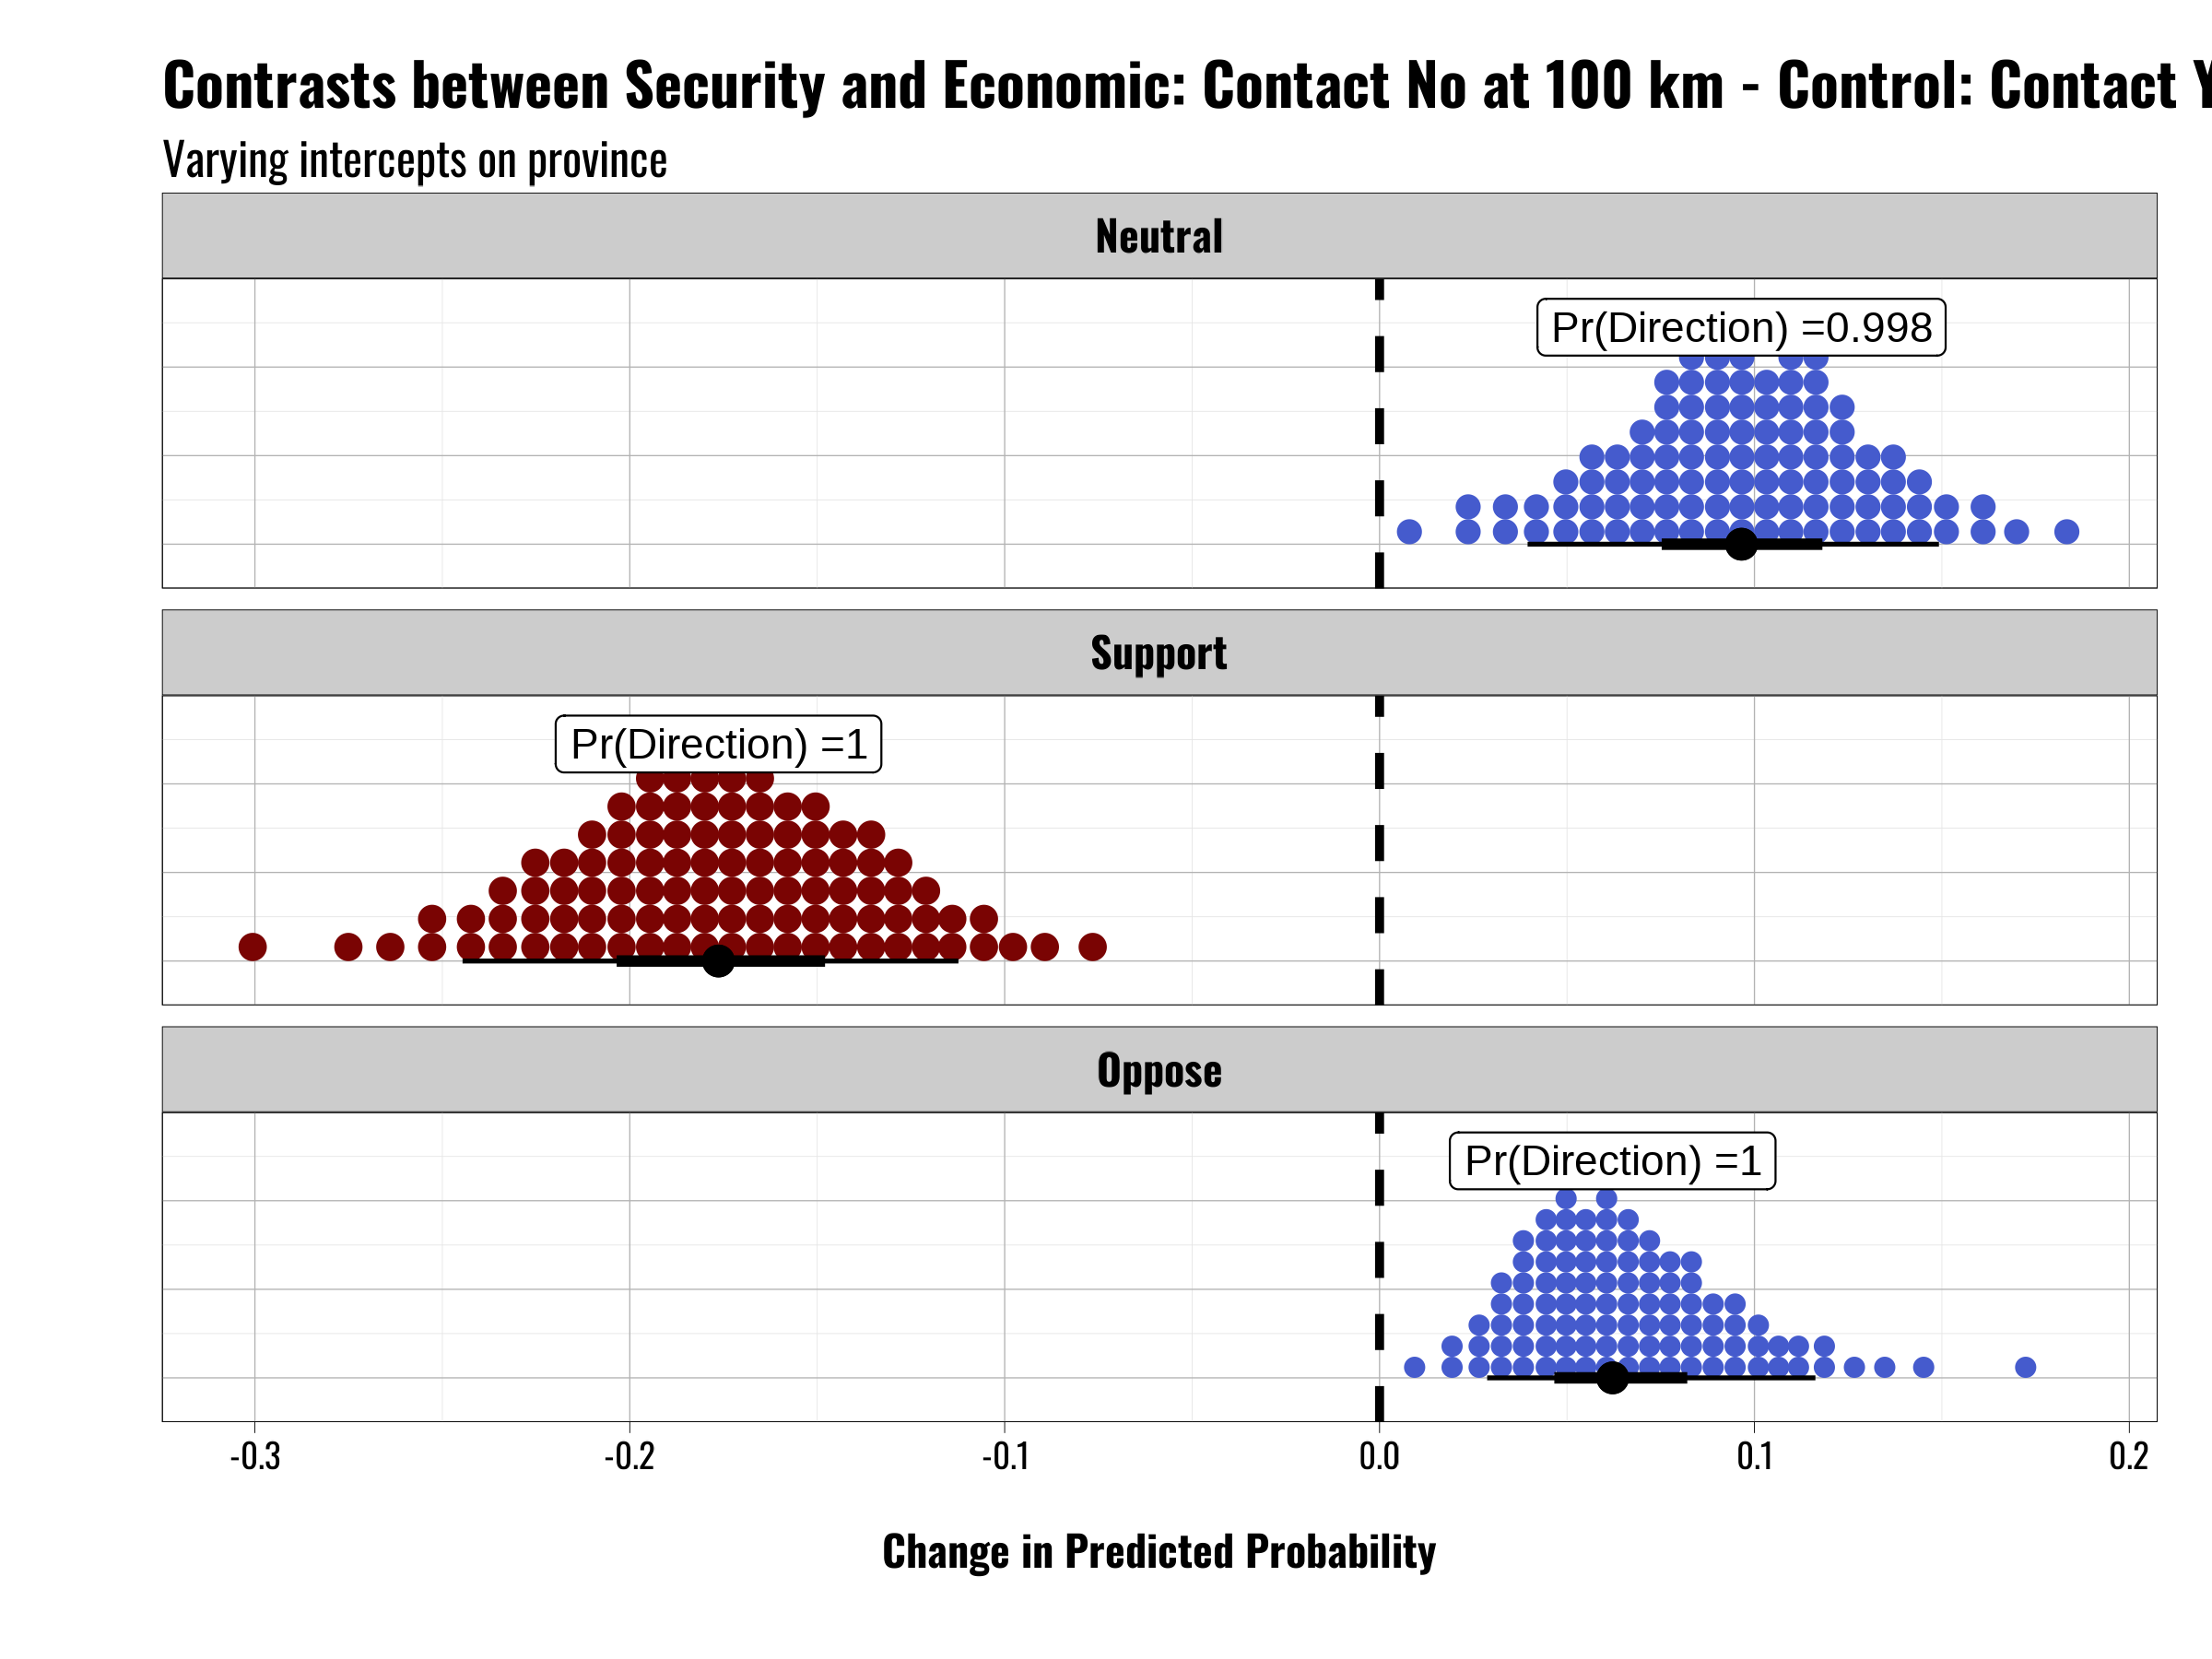 Contrasts between Security and Economic: Contact No at 100 km - Control: Contact
Varying intercepts on province
Neutral
Pr(Direction) =0.998
Support
Pr(Direction) =1
Oppose
Pr(Direction) =1
-0.3 -0.2 -0.1 0.0 0.1 0.2
Change in Predicted Probability